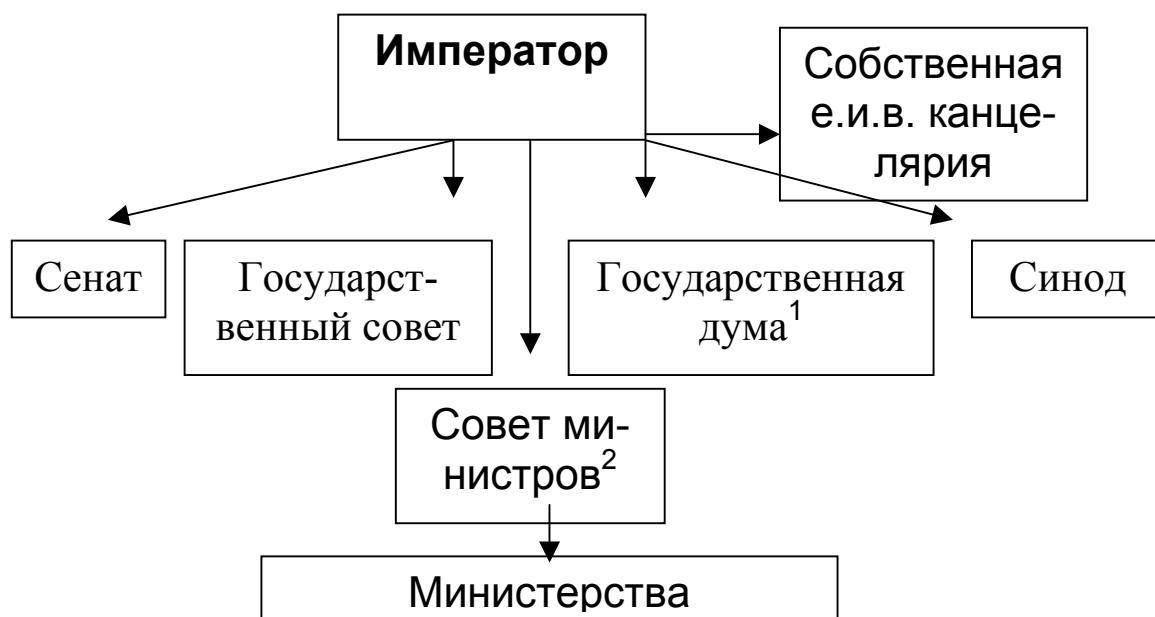 Император
Собственная
е.и.в. канце-
лярия
Сенат
Государст-
венный совет
Государственная
дума1
Синод
Совет ми-
нистров2
Министерства